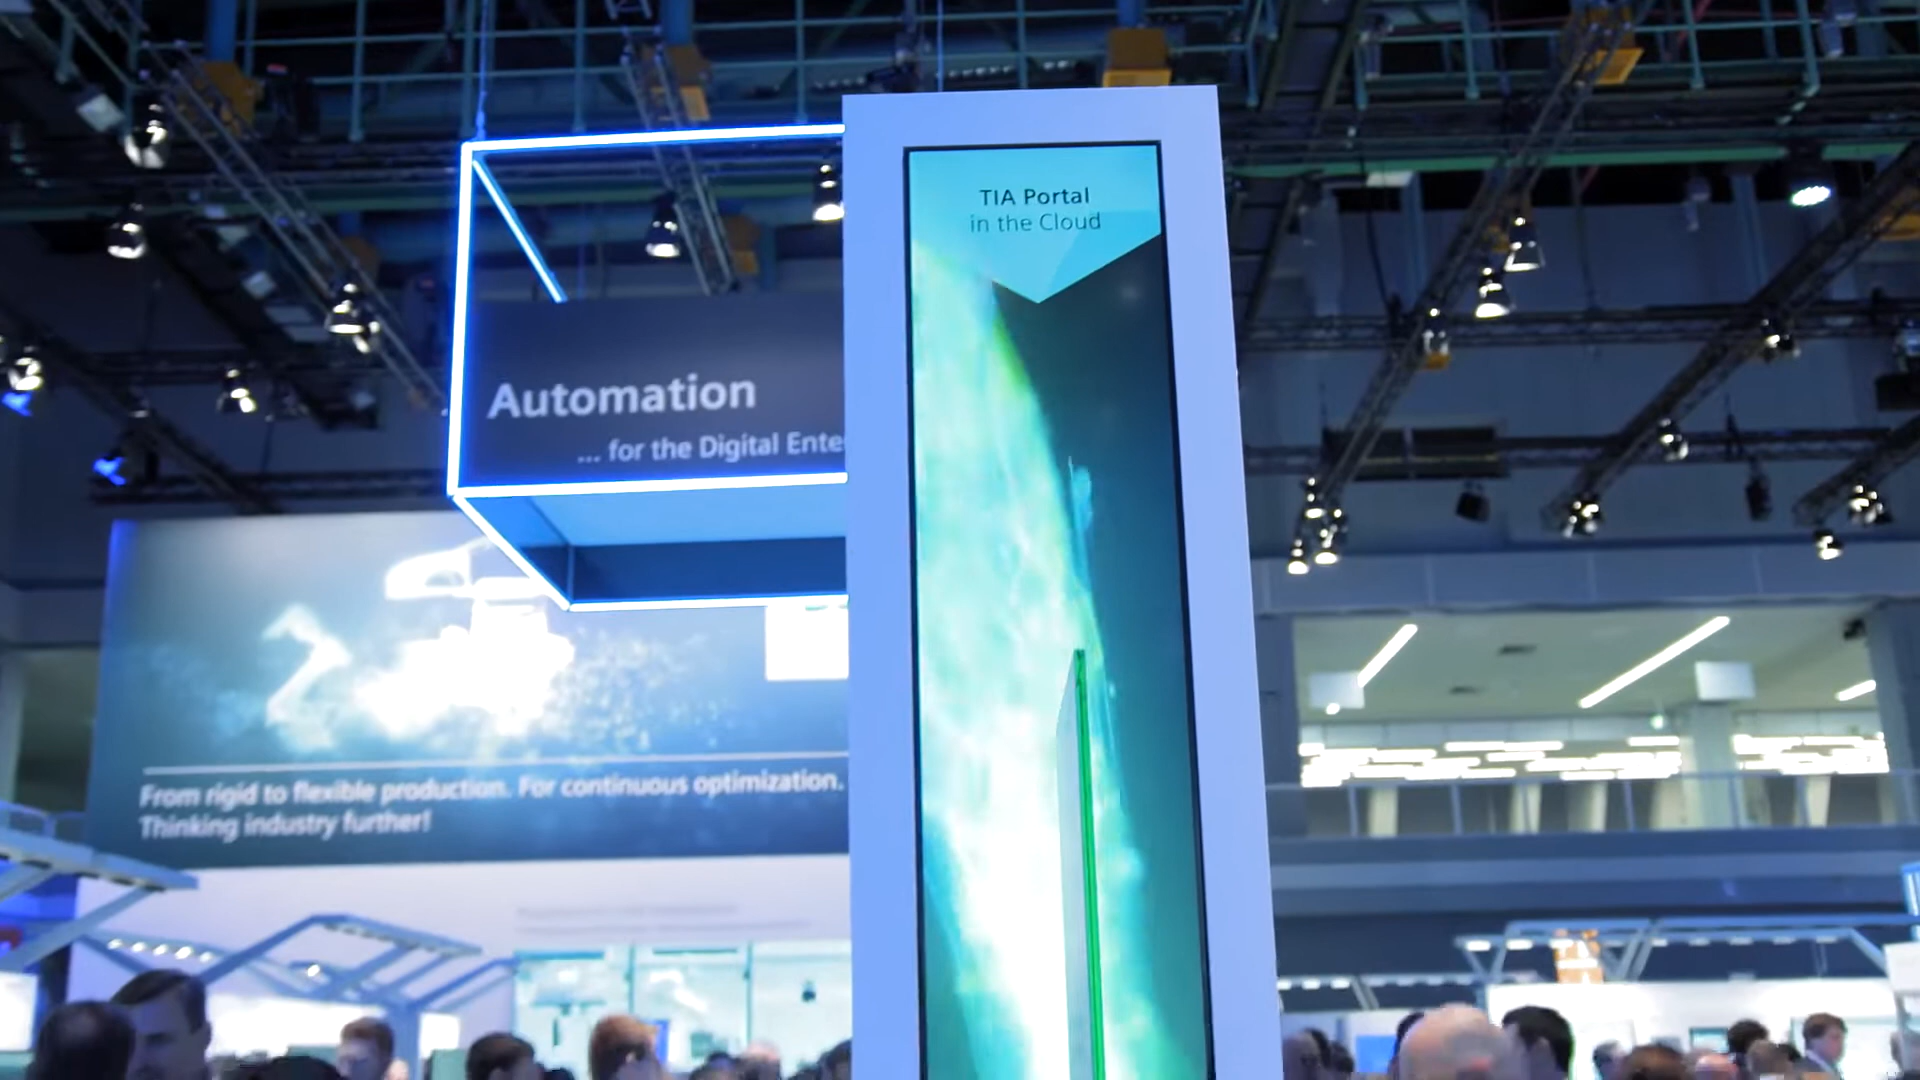 TIA Portal
in the Cloud
Automation
... for the Digital Ente
From rigid to flexible production. For continuous optimization.
Thinking industry further!